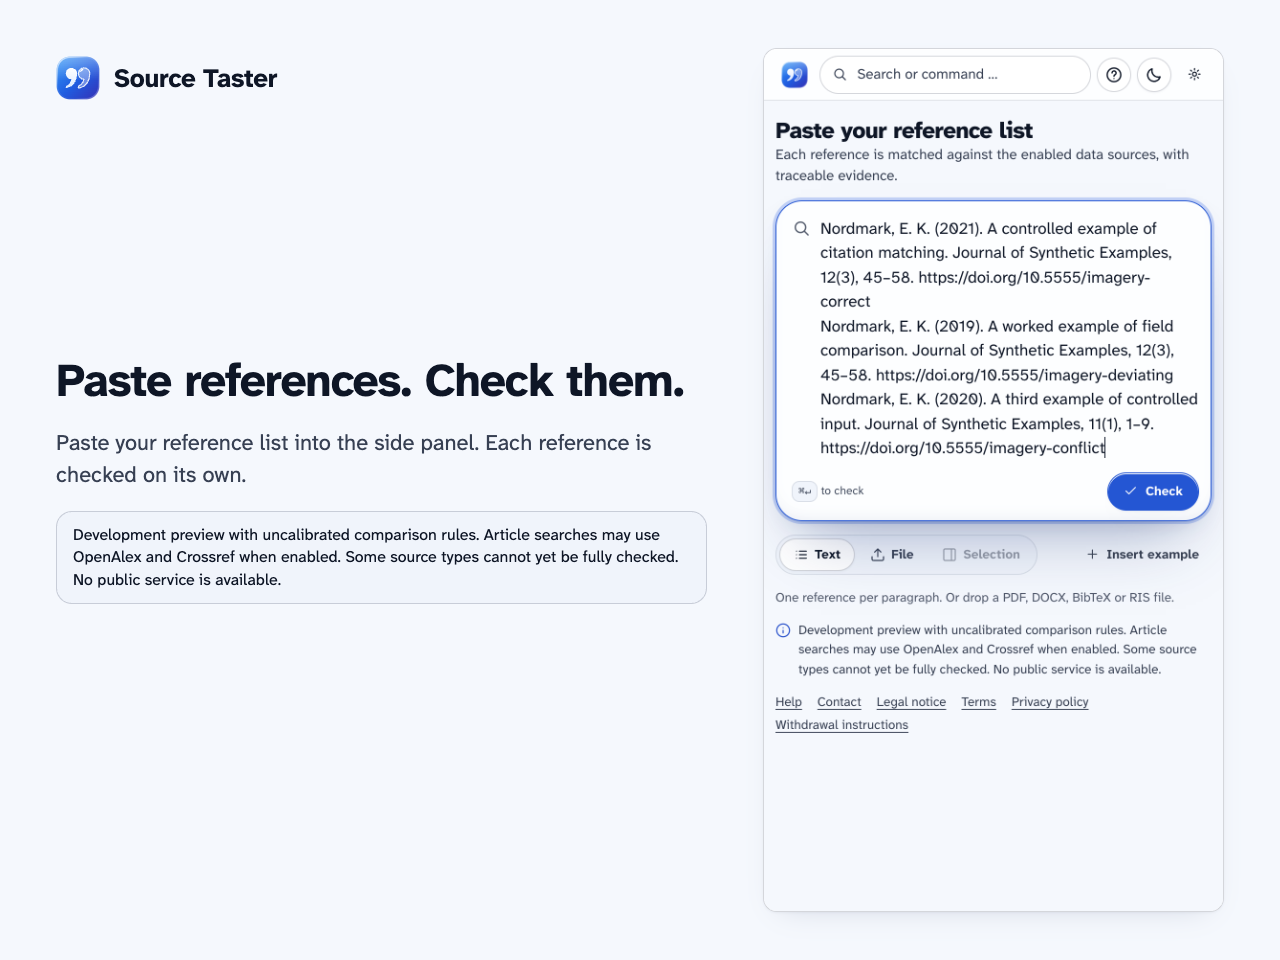 Source Taster
Paste references. Check them.
Paste your reference list into the side panel. Each reference is
checked on its own.
Development preview with uncalibrated comparison rules. Article searches may use
OpenAlex and Crossref when enabled. Some source types cannot yet be fully checked.
No public service is available.
Search or command ...
Paste your reference list
Each reference is matched against the enabled data sources, with
traceable evidence.
Nordmark, E. K. (2021). A controlled example of
citation matching. Journal of Synthetic Examples,
12(3), 45–58. https://doi.org/10.5555/imagery-
correct
Nordmark, E. K. (2019). A worked example of field
comparison. Journal of Synthetic Examples, 12(3),
45–58. https://doi.org/10.5555/imagery-deviating
Nordmark, E. K. (2020). A third example of controlled
input. Journal of Synthetic Examples, 11(1), 1–9.
https://doi.org/10.5555/imagery-conflict
⌘↵ to check
Check
Text File Selection Insert example
One reference per paragraph. Or drop a PDF, DOCX, BibTeX or RIS file.
Development preview with uncalibrated comparison rules. Article
searches may use OpenAlex and Crossref when enabled. Some source
types cannot yet be fully checked. No public service is available.
Help Contact Legal notice Terms Privacy policy
Withdrawal instructions